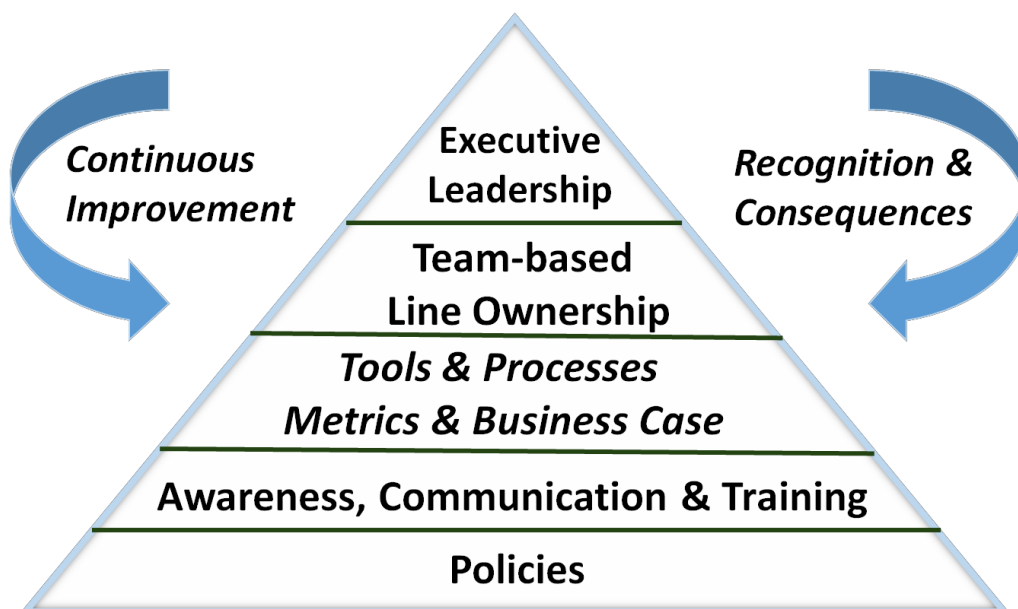 Executive
Leadership
Continuous
Improvement
Recognition &
Consequences
Team-based
Line Ownership
Tools & Processes
Metrics & Business Case
Awareness, Communication & Training
Policies